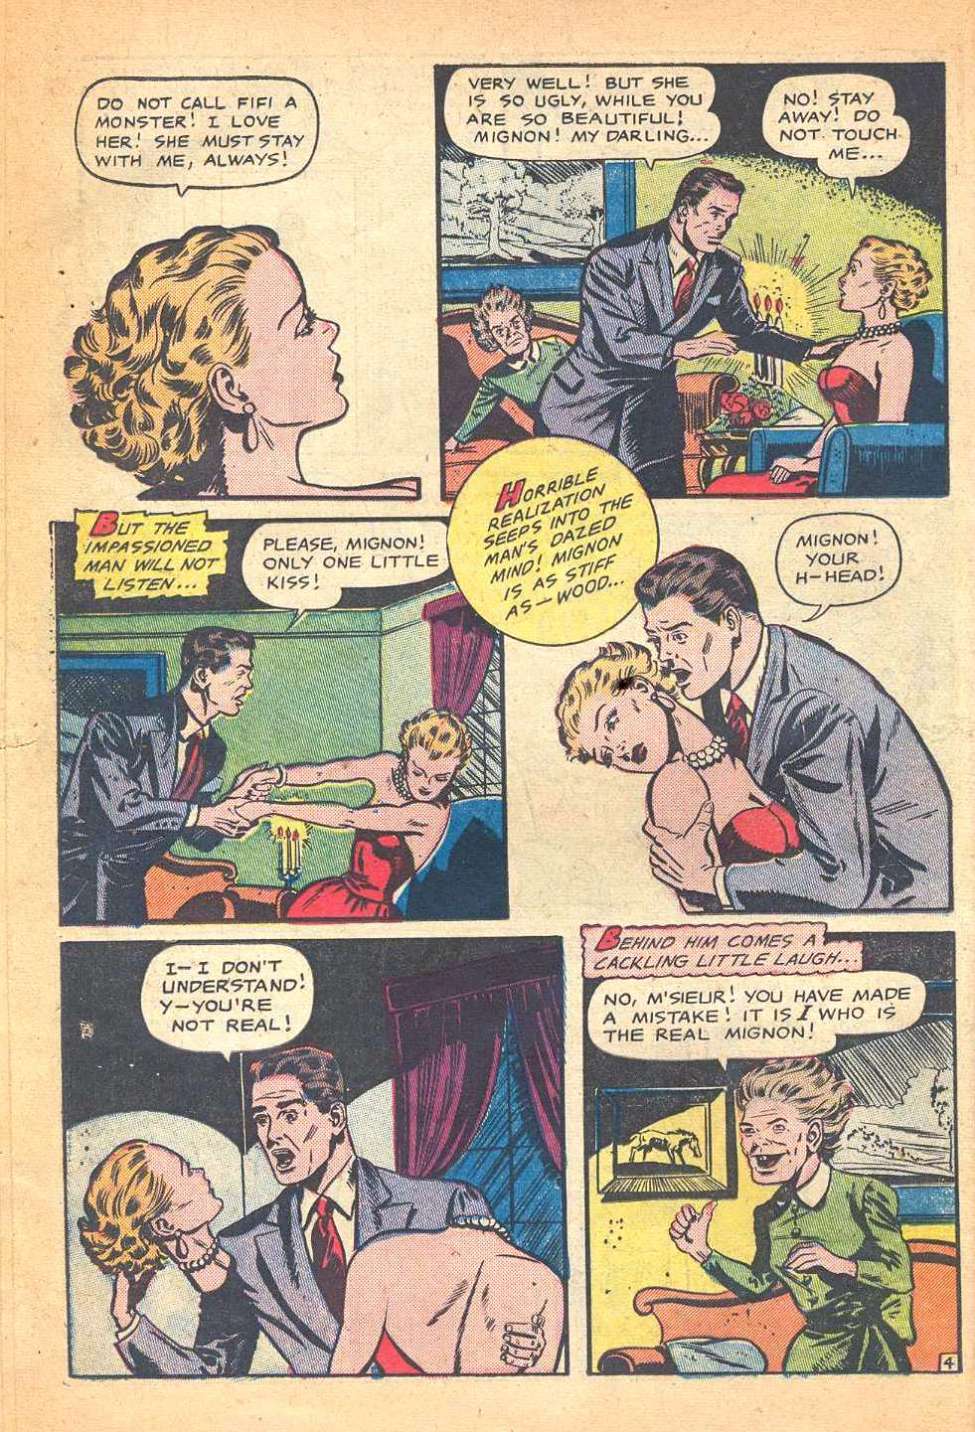 DO NOT CALL FIFI A
MONSTER! I LOVE
HER! SHE MUST STAY
WITH ME, ALWAYS!
VERY WELL! BUT SHE
IS SO UGLY, WHILE YOU
ARE SO BEAUTIFUL!
MIGNON! MY DARLING...
NO! STAY
AWAY! DO
NOT TOUCH
ME...
BUT THE
IMPASSIONED
MAN WILL NOT
LISTEN...
PLEASE, MIGNON!
ONLY ONE LITTLE
KISS!
HORRIBLE
REALIZATION
SEEPS INTO THE
MAN'S DAZED
MIND! MIGNON
IS AS STIFF
AS—WOOD...
MIGNON!
YOUR
H-HEAD!
I-I DON'T
UNDERSTAND!
Y-YOU'RE
NOT REAL!
BEHIND HIM COMES A
CACKLING LITTLE LAUGH...
NO, M'SIEUR! YOU HAVE MADE
A MISTAKE! IT IS I WHO IS
THE REAL MIGNON!
4